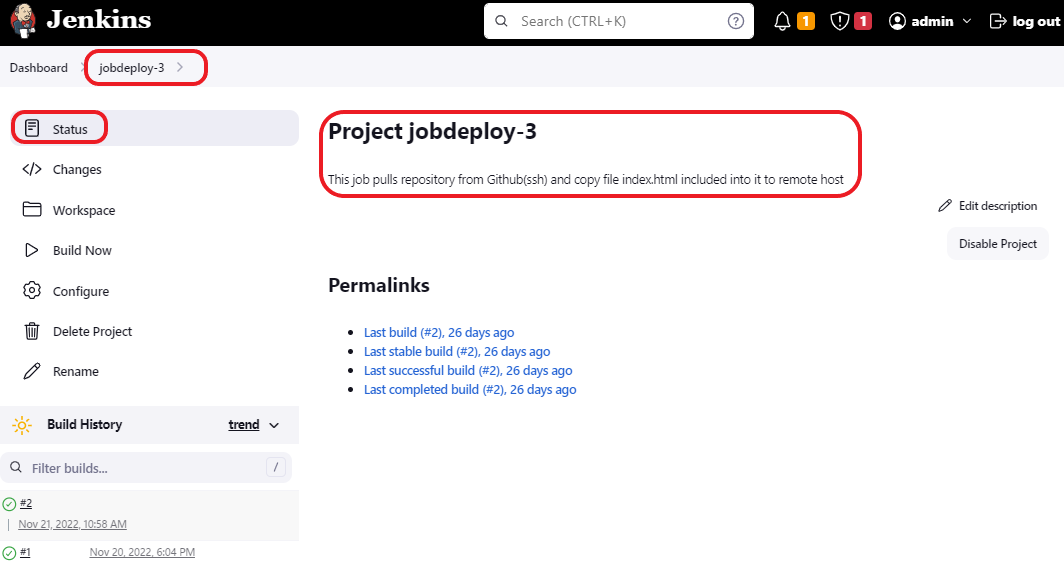 Jenkins
Search (CTRL+K)
1
1
admin
log out
Dashboard
jobdeploy-3
Status
Changes
Workspace
Build Now
Configure
Delete Project
Rename
Build History
trend
Filter builds...
/
#2
Nov 21, 2022, 10:58 AM
#1 Nov 20, 2022, 6:04 PM
Project jobdeploy-3
This job pulls repository from Github(ssh) and copy file index.html included into it to remote host
Edit description
Disable Project
Permalinks
Last build (#2), 26 days ago
Last stable build (#2), 26 days ago
Last successful build (#2), 26 days ago
Last completed build (#2), 26 days ago